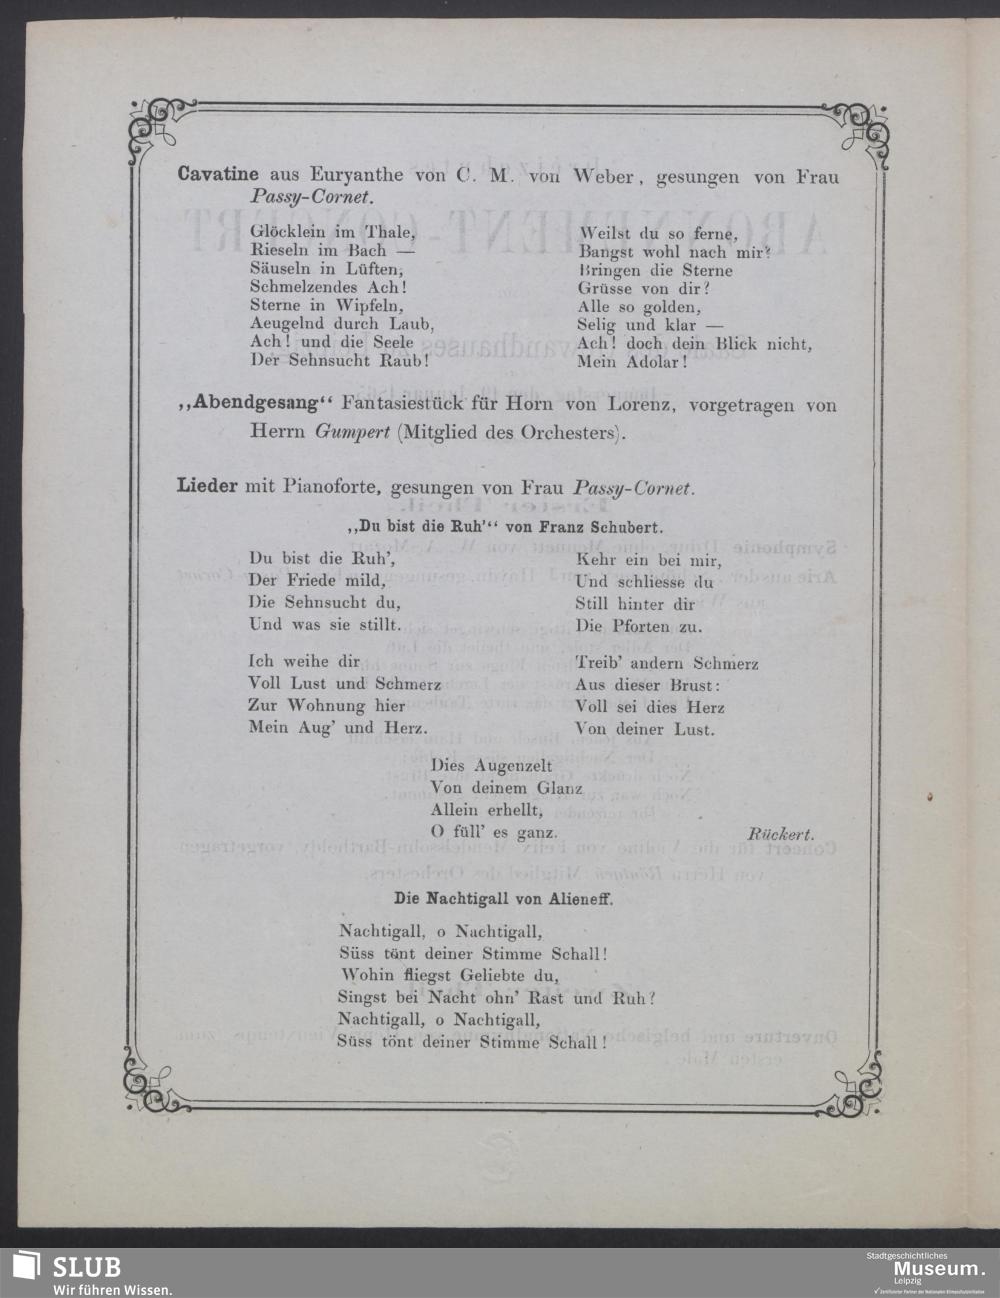 Cavatine aus Euryanthe von C. M. von Weber, gesungen von Frau
Passy-Cornet.
Glöcklein im Thale,
Rieseln im Bach —
Säuseln in Lüften,
Schmelzendes Ach!
Sterne in Wipfeln,
Aeugelnd durch Laub,
Ach! und die Seele
Der Sehnsucht Raub!
Weilst du so ferne,
Bangst wohl nach mir?
Bringen die Sterne
Grüsse von dir?
Alle so golden,
Selig und klar —
Ach! doch dein Blick nicht,
Mein Adolar!
,,Abendgesang“ Fantasiestück für Horn von Lorenz, vorgetragen von
Herrn Gumpert (Mitglied des Orchesters).
Lieder mit Pianoforte, gesungen von Frau Passy-Cornet.
,,Du bist die Ruh'“ von Franz Schubert.
Du bist die Ruh',
Der Friede mild,
Die Sehnsucht du,
Und was sie stillt.
Ich weihe dir
Voll Lust und Schmerz
Zur Wohnung hier
Mein Aug' und Herz.
Kehr ein bei mir,
Und schliesse du
Still hinter dir
Die Pforten zu.
Treib' andern Schmerz
Aus dieser Brust:
Voll sei dies Herz
Von deiner Lust.
Dies Augenzelt
Von deinem Glanz
Allein erhellt,
O füll' es ganz.
Rückert.
Die Nachtigall von Alieneff.
Nachtigall, o Nachtigall,
Süss tönt deiner Stimme Schall!
Wohin fliegst Geliebte du,
Singst bei Nacht ohn' Rast und Ruh?
Nachtigall, o Nachtigall,
Süss tönt deiner Stimme Schall!
SLUB
Wir führen Wissen.
Stadtgeschichtliches
Museum.
Leipzig
Zertifizierter Partner der Nationalen Klimaschutzinitiative